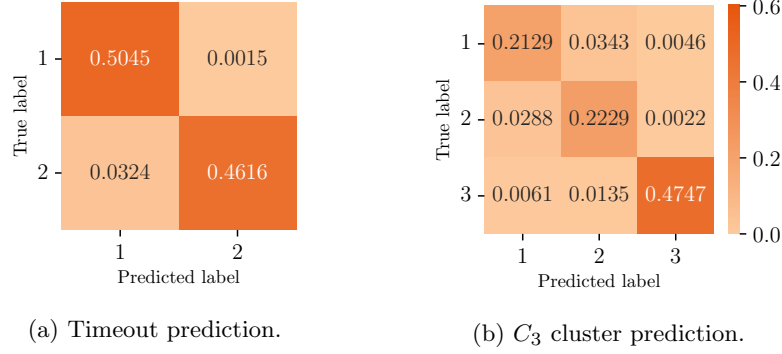 True label
1 0.5045 0.0015
2 0.0324 0.4616
1 2
Predicted label
(a) Timeout prediction.
True label
1 0.2129 0.0343 0.0046
2 0.0288 0.2229 0.0022
3 0.0061 0.0135 0.4747
1 2 3
Predicted label
0.6
0.4
0.2
0.0
(b) C₃ cluster prediction.